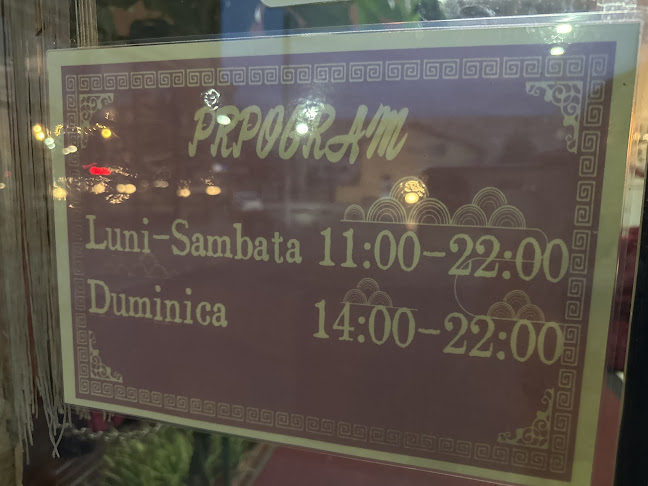 PRPOGRAM
Luni-Sambata 11:00-22:00
Duminica 14:00-22:00